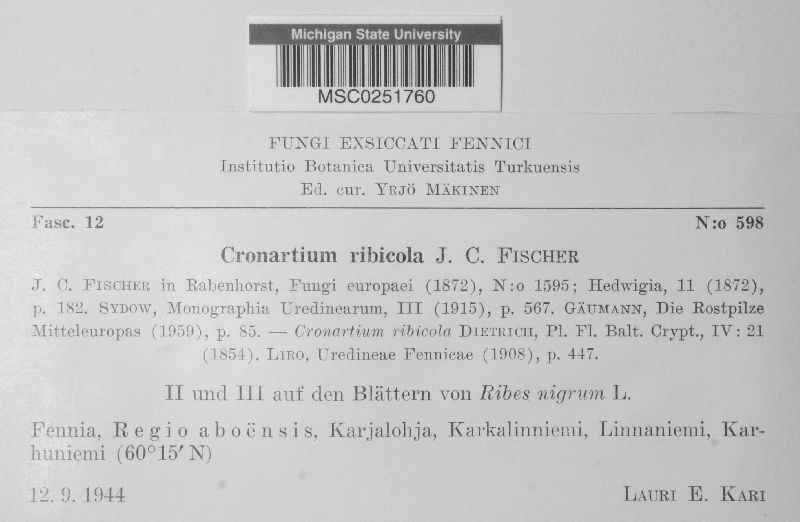 Michigan State University
MSC0251760
FUNGI EXSICCATI FENNICI
Institutio Botanica Universitatis Turkuensis
Ed. cur. YRJÖ MÄKINEN
Fasc. 12 N:o 598
Cronartium ribicola J. C. FISCHER
J. C. FISCHER in Rabenhorst, Fungi europaei (1872), N:o 1595; Hedwigia, 11 (1872),
p. 182. SYDOW, Monographia Uredinearum, III (1915), p. 567. GÄUMANN, Die Rostpilze
Mitteleuropas (1959), p. 85. — Cronartium ribicola DIETRICH, Pl. Fl. Balt. Crypt., IV: 21
(1854). LIRO, Uredineae Fennicae (1908), p. 447.
II und III auf den Blättern von Ribes nigrum L.
Fennia, Regio aboënsis, Karjalohja, Karkalinniemi, Linnaniemi, Kar-
huniemi (60°15′ N)
12. 9. 1944 LAURI E. KARI